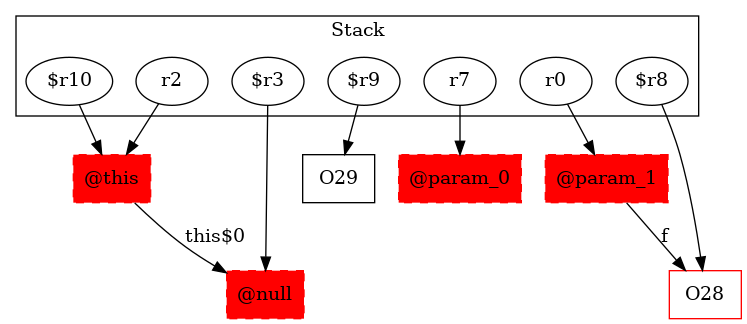 Stack
$r10 r2 $r3 $r9 r7 r0 $r8
@this O29 @param_0 @param_1
this$0 f
@null O28